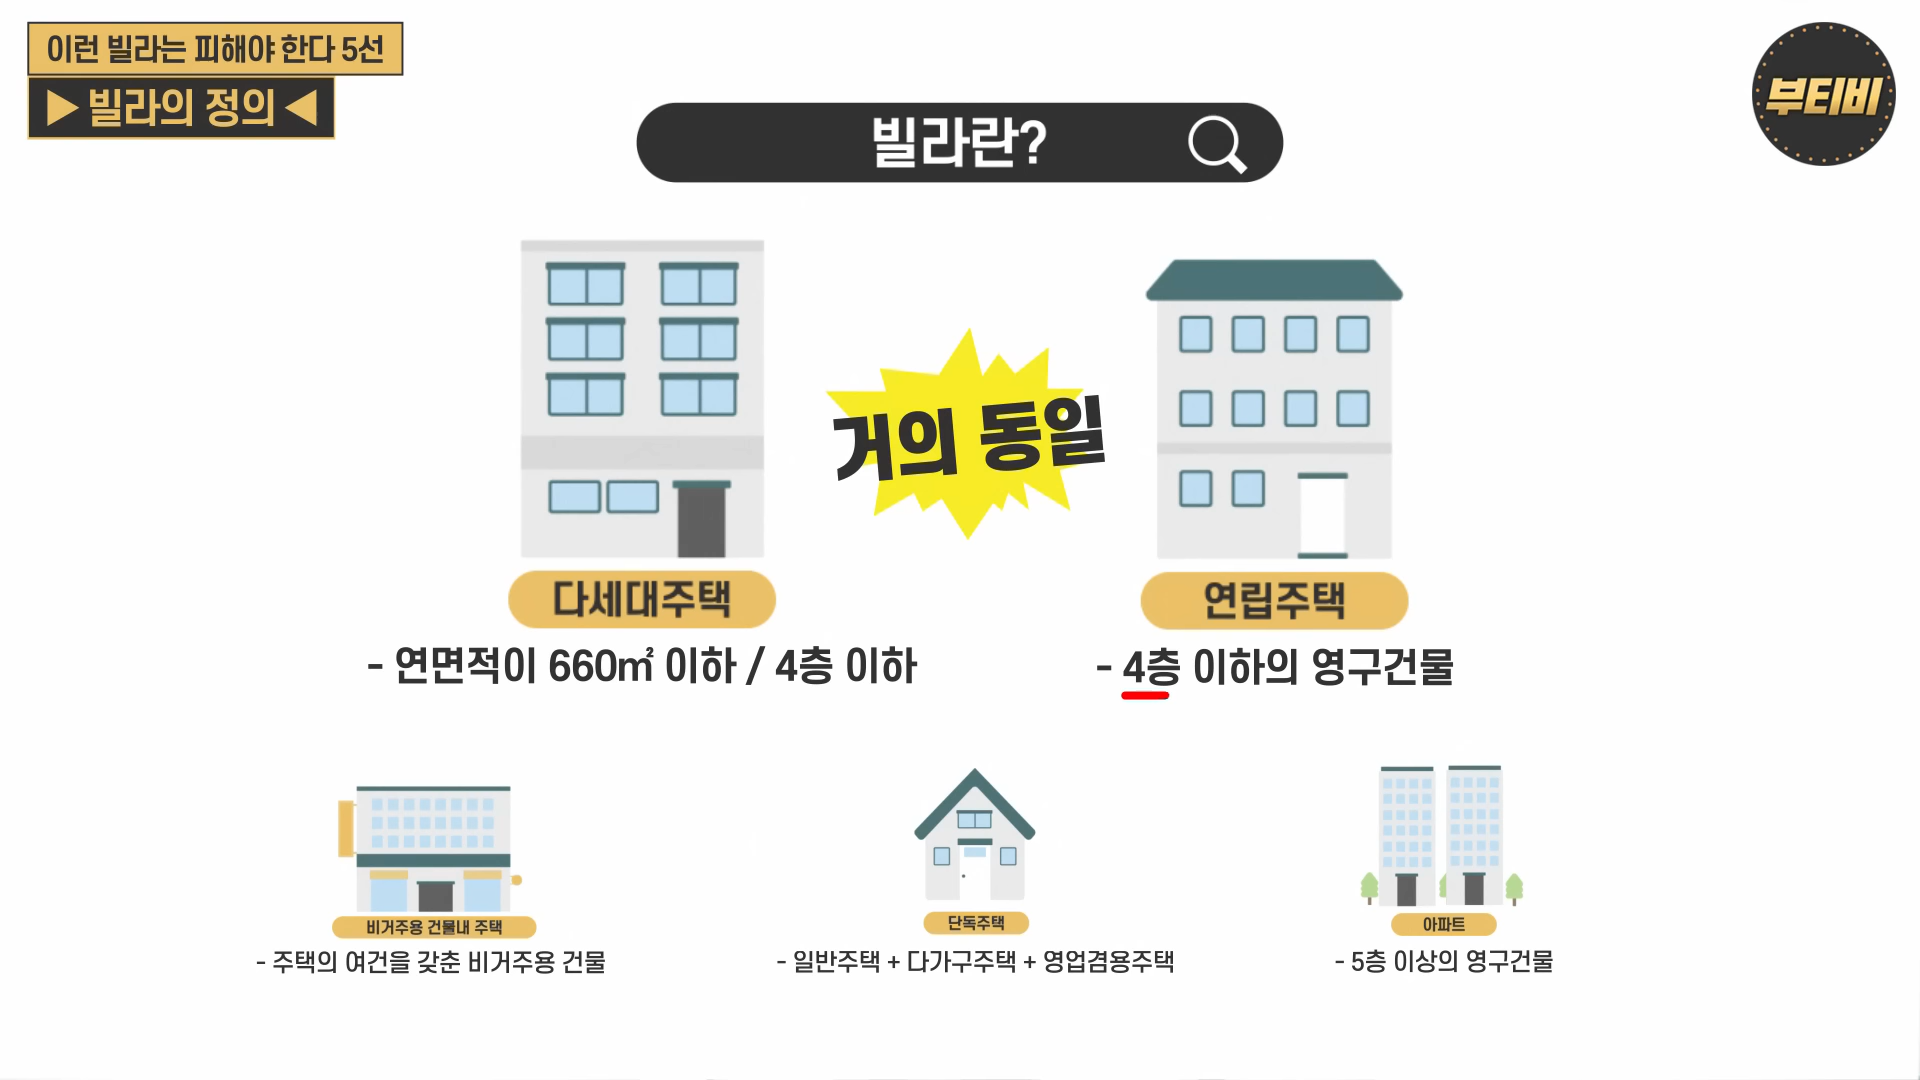 이런 빌라는 피해야 한다 5선
▶빌라의 정의◀
부티비
빌라란?
거의 동일
다세대주택
- 연면적이 660㎡ 이하 / 4층 이하
연립주택
- 4층 이하의 영구건물
비거주용 건물내 주택
- 주택의 여건을 갖춘 비거주용 건물
단독주택
- 일반주택 + 다가구주택 + 영업겸용주택
아파트
- 5층 이상의 영구건물